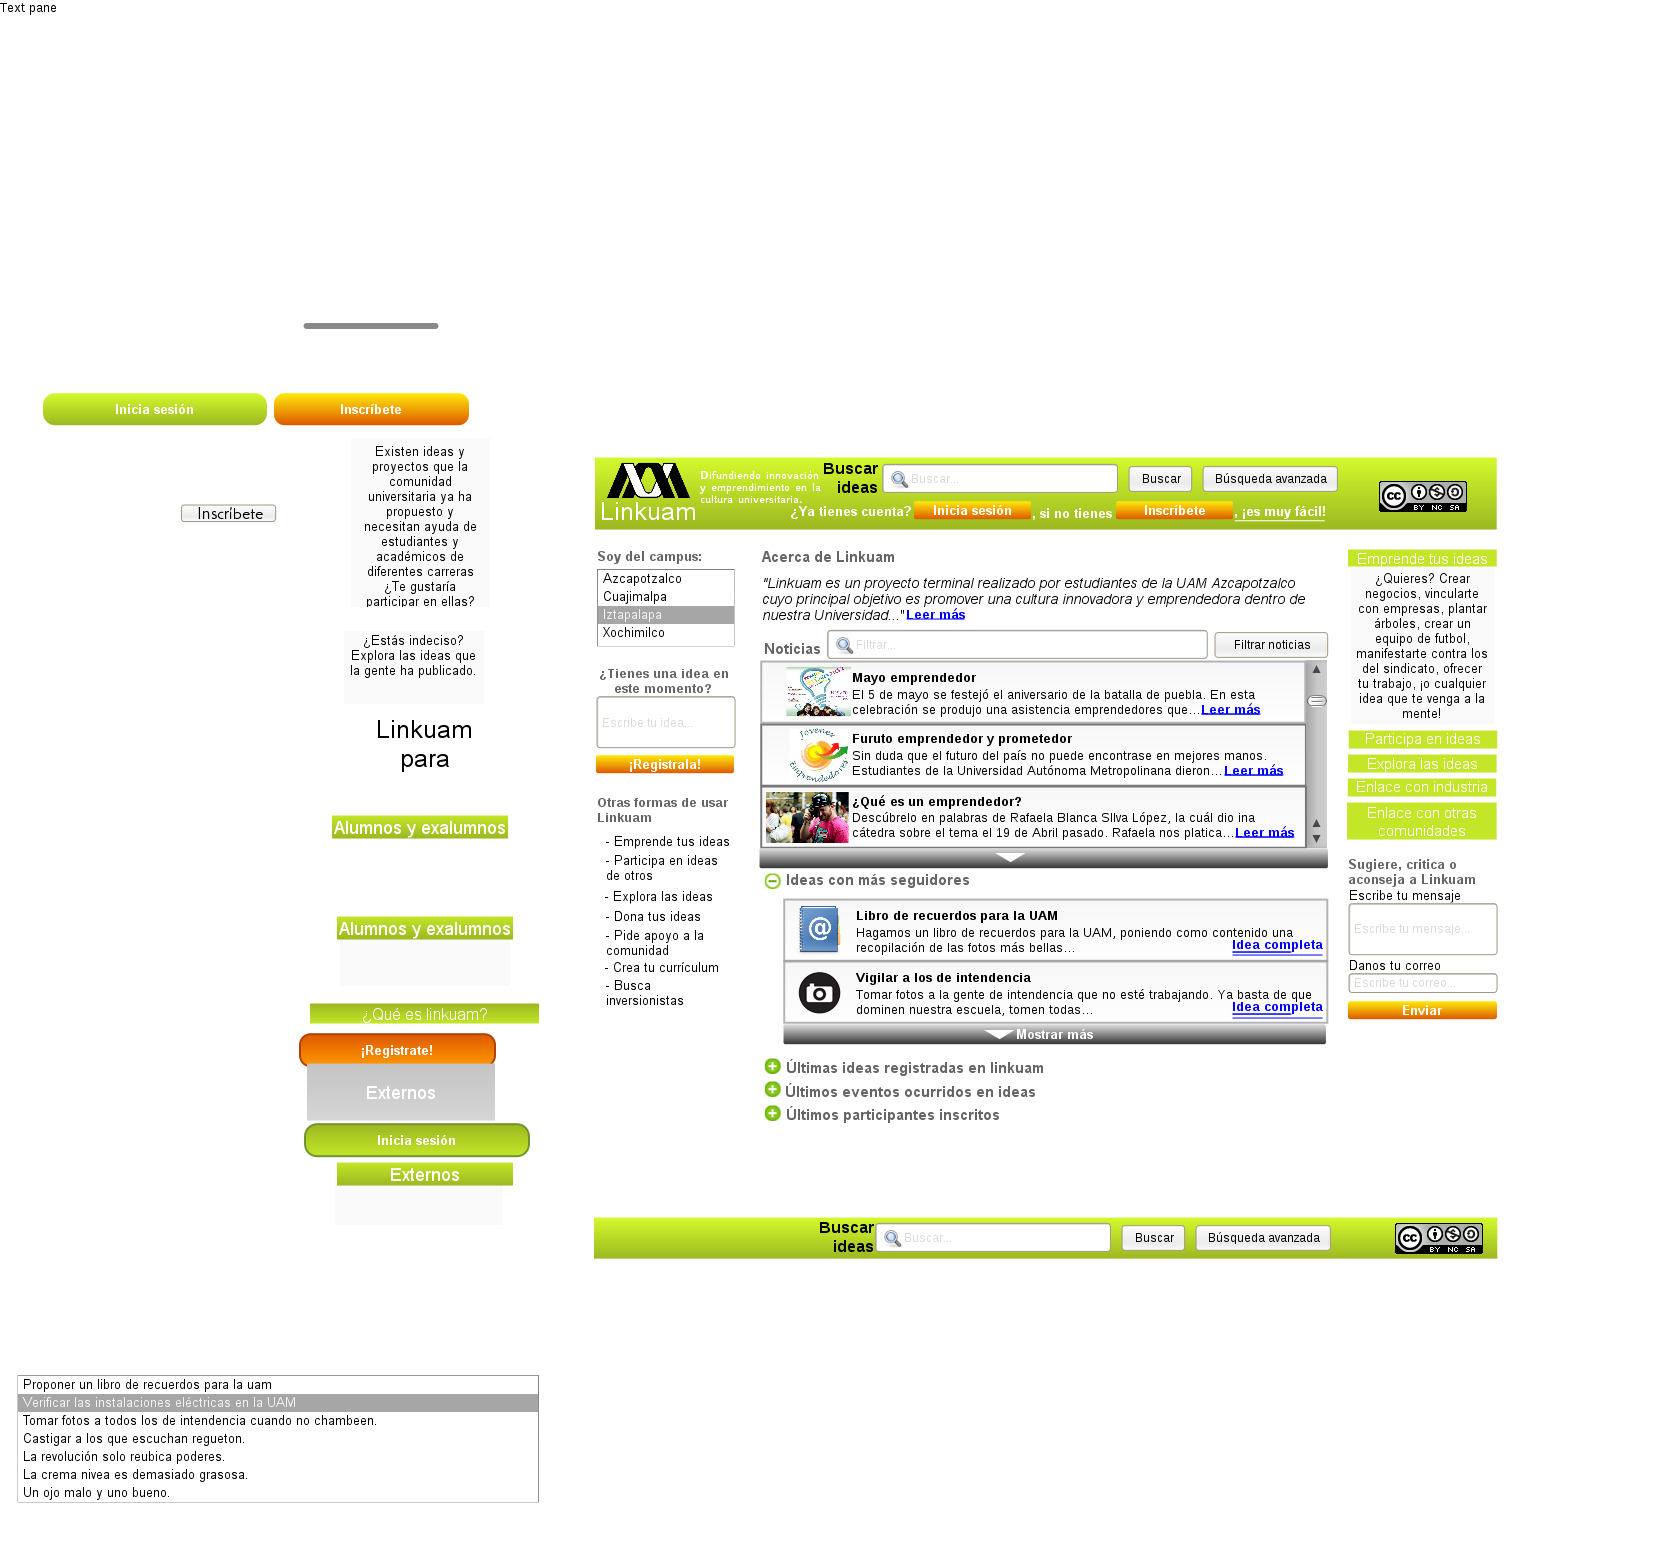 Text pane
Inicia sesión
Inscríbete
Existen ideas y
proyectos que la
comunidad
universitaria ya ha
propuesto y
necesitan ayuda de
estudiantes y
académicos de
diferentes carreras
¿Te gustaría
participar en ellas?
Inscríbete
¿Estás indeciso?
Explora las ideas que
la gente ha publicado.
Linkuam
para
Alumnos y exalumnos
Alumnos y exalumnos
¿Qué es linkuam?
¡Registrate!
Externos
Inicia sesión
Externos
Proponer un libro de recuerdos para la uam
Verificar las instalaciones eléctricas en la UAM
Tomar fotos a todos los de intendencia cuando no chambeen.
Castigar a los que escuchan regueton.
La revolución solo reubica poderes.
La crema nivea es demasiado grasosa.
Un ojo malo y uno bueno.
Linkuam
Difundiendo innovación
y emprendimiento en la
cultura universitaria.
Buscar
ideas
Buscar...
Buscar
Búsqueda avanzada
¿Ya tienes cuenta? Inicia sesión , si no tienes Inscríbete , ¡es muy fácil!
cc
BY NC SA
Soy del campus:
Azcapotzalco
Cuajimalpa
Iztapalapa
Xochimilco
¿Tienes una idea en
este momento?
Escribe tu idea...
¡Registrala!
Otras formas de usar
Linkuam
- Emprende tus ideas
- Participa en ideas
de otros
- Explora las ideas
- Dona tus ideas
- Pide apoyo a la
comunidad
- Crea tu currículum
- Busca
inversionistas
Acerca de Linkuam
"Linkuam es un proyecto terminal realizado por estudiantes de la UAM Azcapotzalco
cuyo principal objetivo es promover una cultura innovadora y emprendedora dentro de
nuestra Universidad..." Leer más
Noticias
Filtrar...
Filtrar noticias
Mayo emprendedor
El 5 de mayo se festejó el aniversario de la batalla de puebla. En esta
celebración se produjo una asistencia emprendedores que... Leer más
Jovenes
Emprendedores
Furuto emprendedor y prometedor
Sin duda que el futuro del país no puede encontrase en mejores manos.
Estudiantes de la Universidad Autónoma Metropolinana dieron... Leer más
¿Qué es un emprendedor?
Descúbrelo en palabras de Rafaela Blanca SIlva López, la cuál dio ina
cátedra sobre el tema el 19 de Abril pasado. Rafaela nos platica... Leer más
Ideas con más seguidores
@
Libro de recuerdos para la UAM
Hagamos un libro de recuerdos para la UAM, poniendo como contenido una
recopilación de las fotos más bellas...
Idea completa
Vigilar a los de intendencia
Tomar fotos a la gente de intendencia que no esté trabajando. Ya basta de que
dominen nuestra escuela, tomen todas...
Idea completa
Mostrar más
Últimas ideas registradas en linkuam
Últimos eventos ocurridos en ideas
Últimos participantes inscritos
Emprende tus ideas
¿Quieres? Crear
negocios, vincularte
con empresas, plantar
árboles, crear un
equipo de futbol,
manifestarte contra los
del sindicato, ofrecer
tu trabajo, ¡o cualquier
idea que te venga a la
mente!
Participa en ideas
Explora las ideas
Enlace con industria
Enlace con otras
comunidades
Sugiere, critica o
aconseja a Linkuam
Escribe tu mensaje
Escribe tu mensaje...
Danos tu correo
Escribe tu correo...
Enviar
Buscar
ideas
Buscar...
Buscar
Búsqueda avanzada
cc
BY NC SA